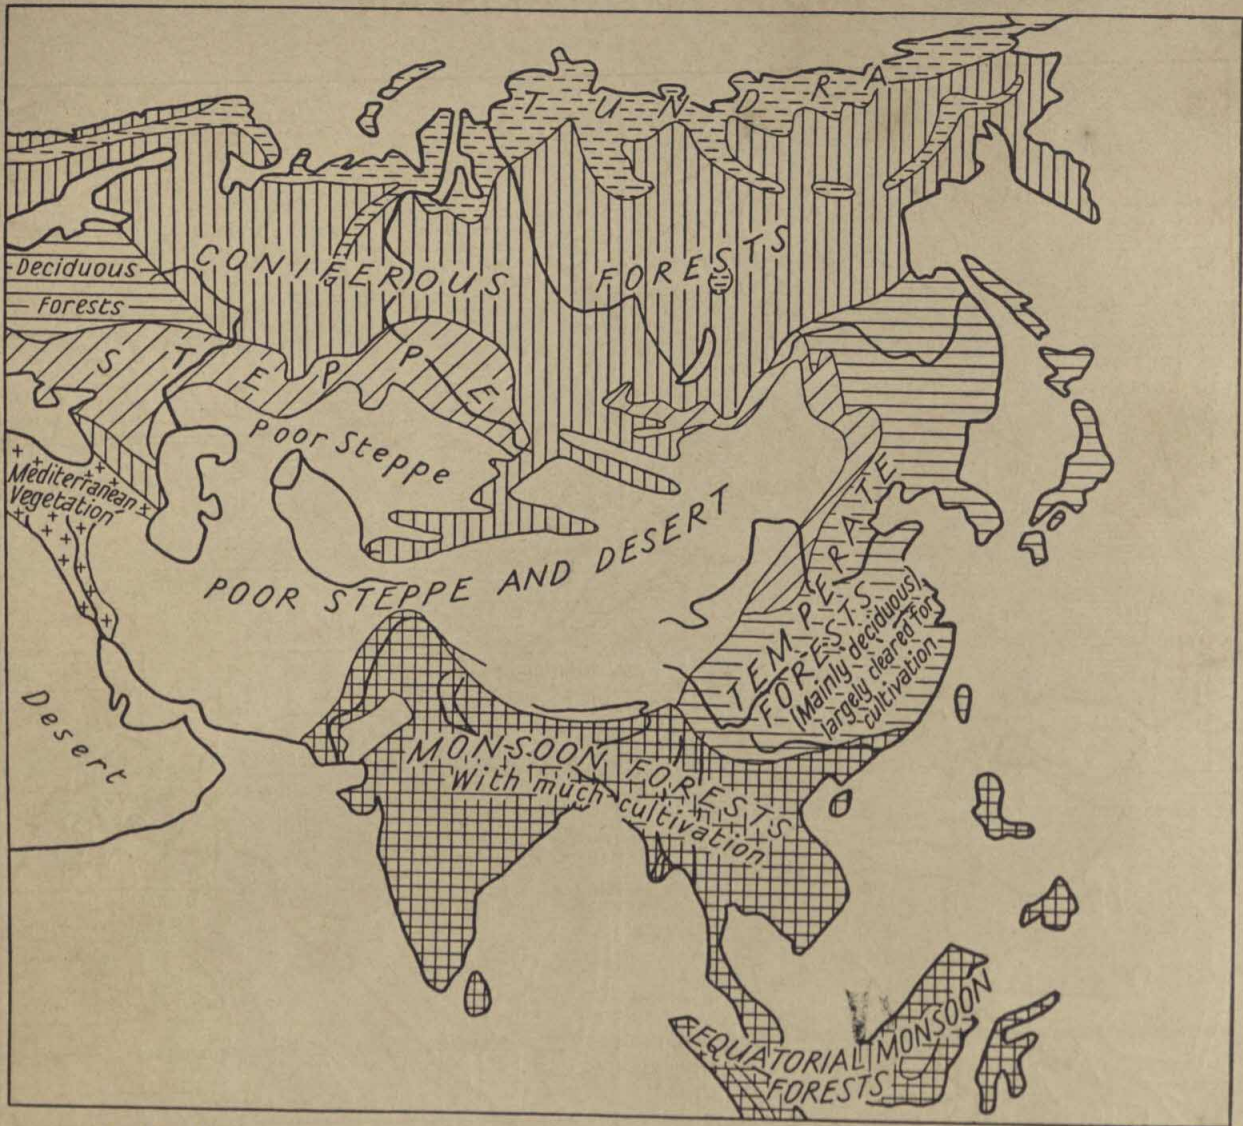 TUNDRA
CONIFEROUS FORESTS
Deciduous
Forests
STEPPE
Poor Steppe
Mediterranean
Vegetation
POOR STEPPE AND DESERT
TEMPERATE
FORESTS
(Mainly deciduous,
largely cleared for
cultivation
Desert
MONSOON FORESTS
With much cultivation
EQUATORIAL MONSOON
FORESTS